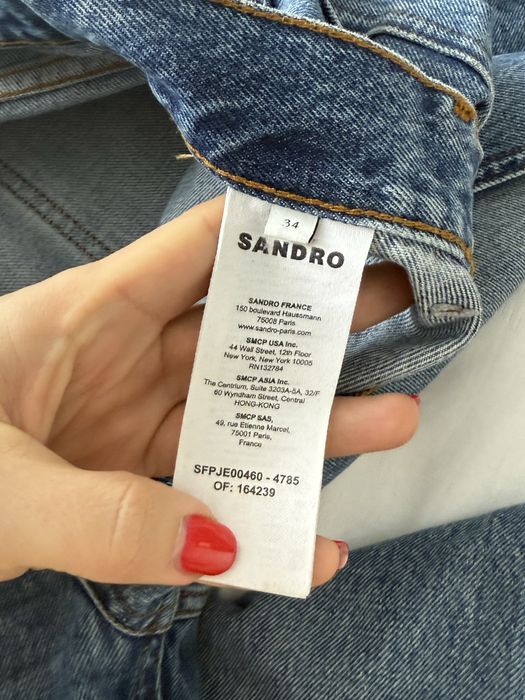 34
SANDRO
SANDRO FRANCE
150 boulevard Haussmann
75008 Paris
www.sandro-paris.com
SMCP USA Inc.
44 Wall Street, 12th Floor
New York, New York 10005
RN132784
SMCP ASIA Inc.
The Centrium, Suite 3203A-5A, 32/F
60 Wyndham Street, Central
HONG-KONG
SMCP SAS,
49, rue Etienne Marcel,
75001 Paris,
France
SFPJE00460 - 4785
OF: 164239